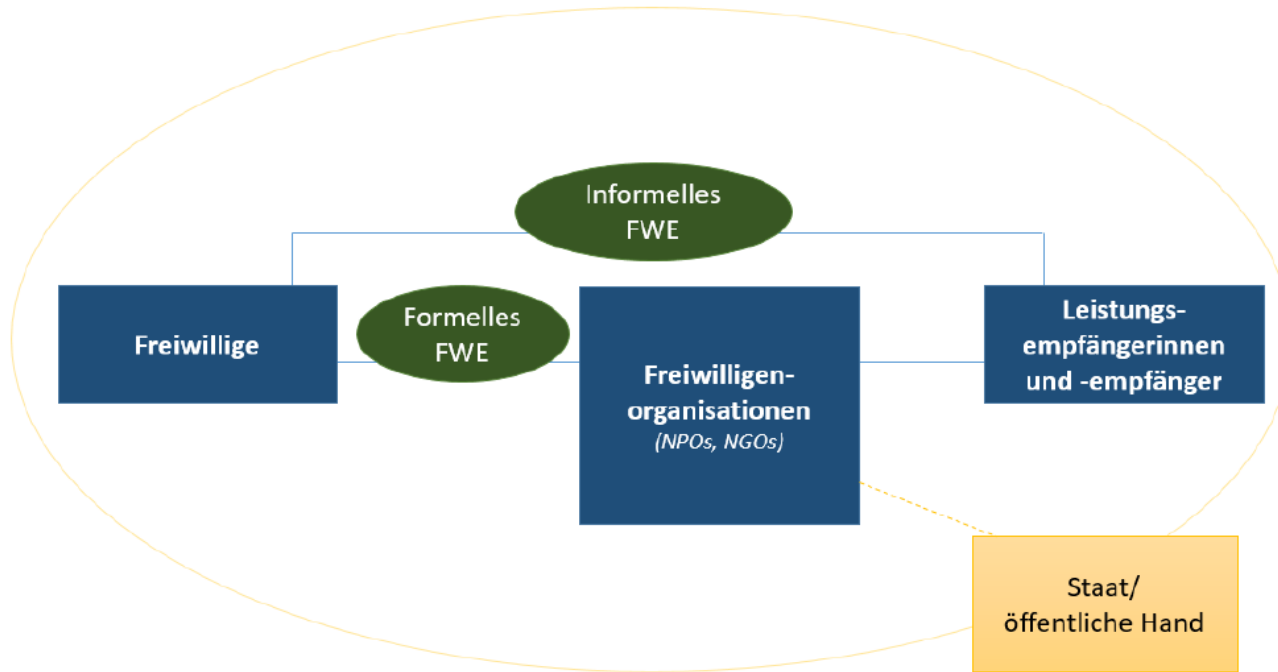 Informelles
FWE
Freiwillige
Formelles
FWE
Freiwilligen-
organisationen
(NPOs, NGOs)
Leistungs-
empfängerinnen
und -empfänger
Staat/
öffentliche Hand